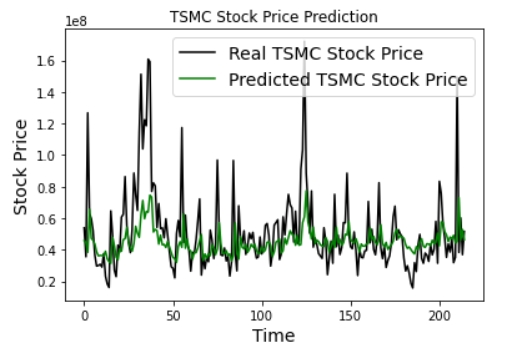 TSMC Stock Price Prediction
1e8
Real TSMC Stock Price
Predicted TSMC Stock Price
1.6
1.4
1.2
1.0
0.8
0.6
0.4
0.2
Stock Price
0 50 100 150 200
Time